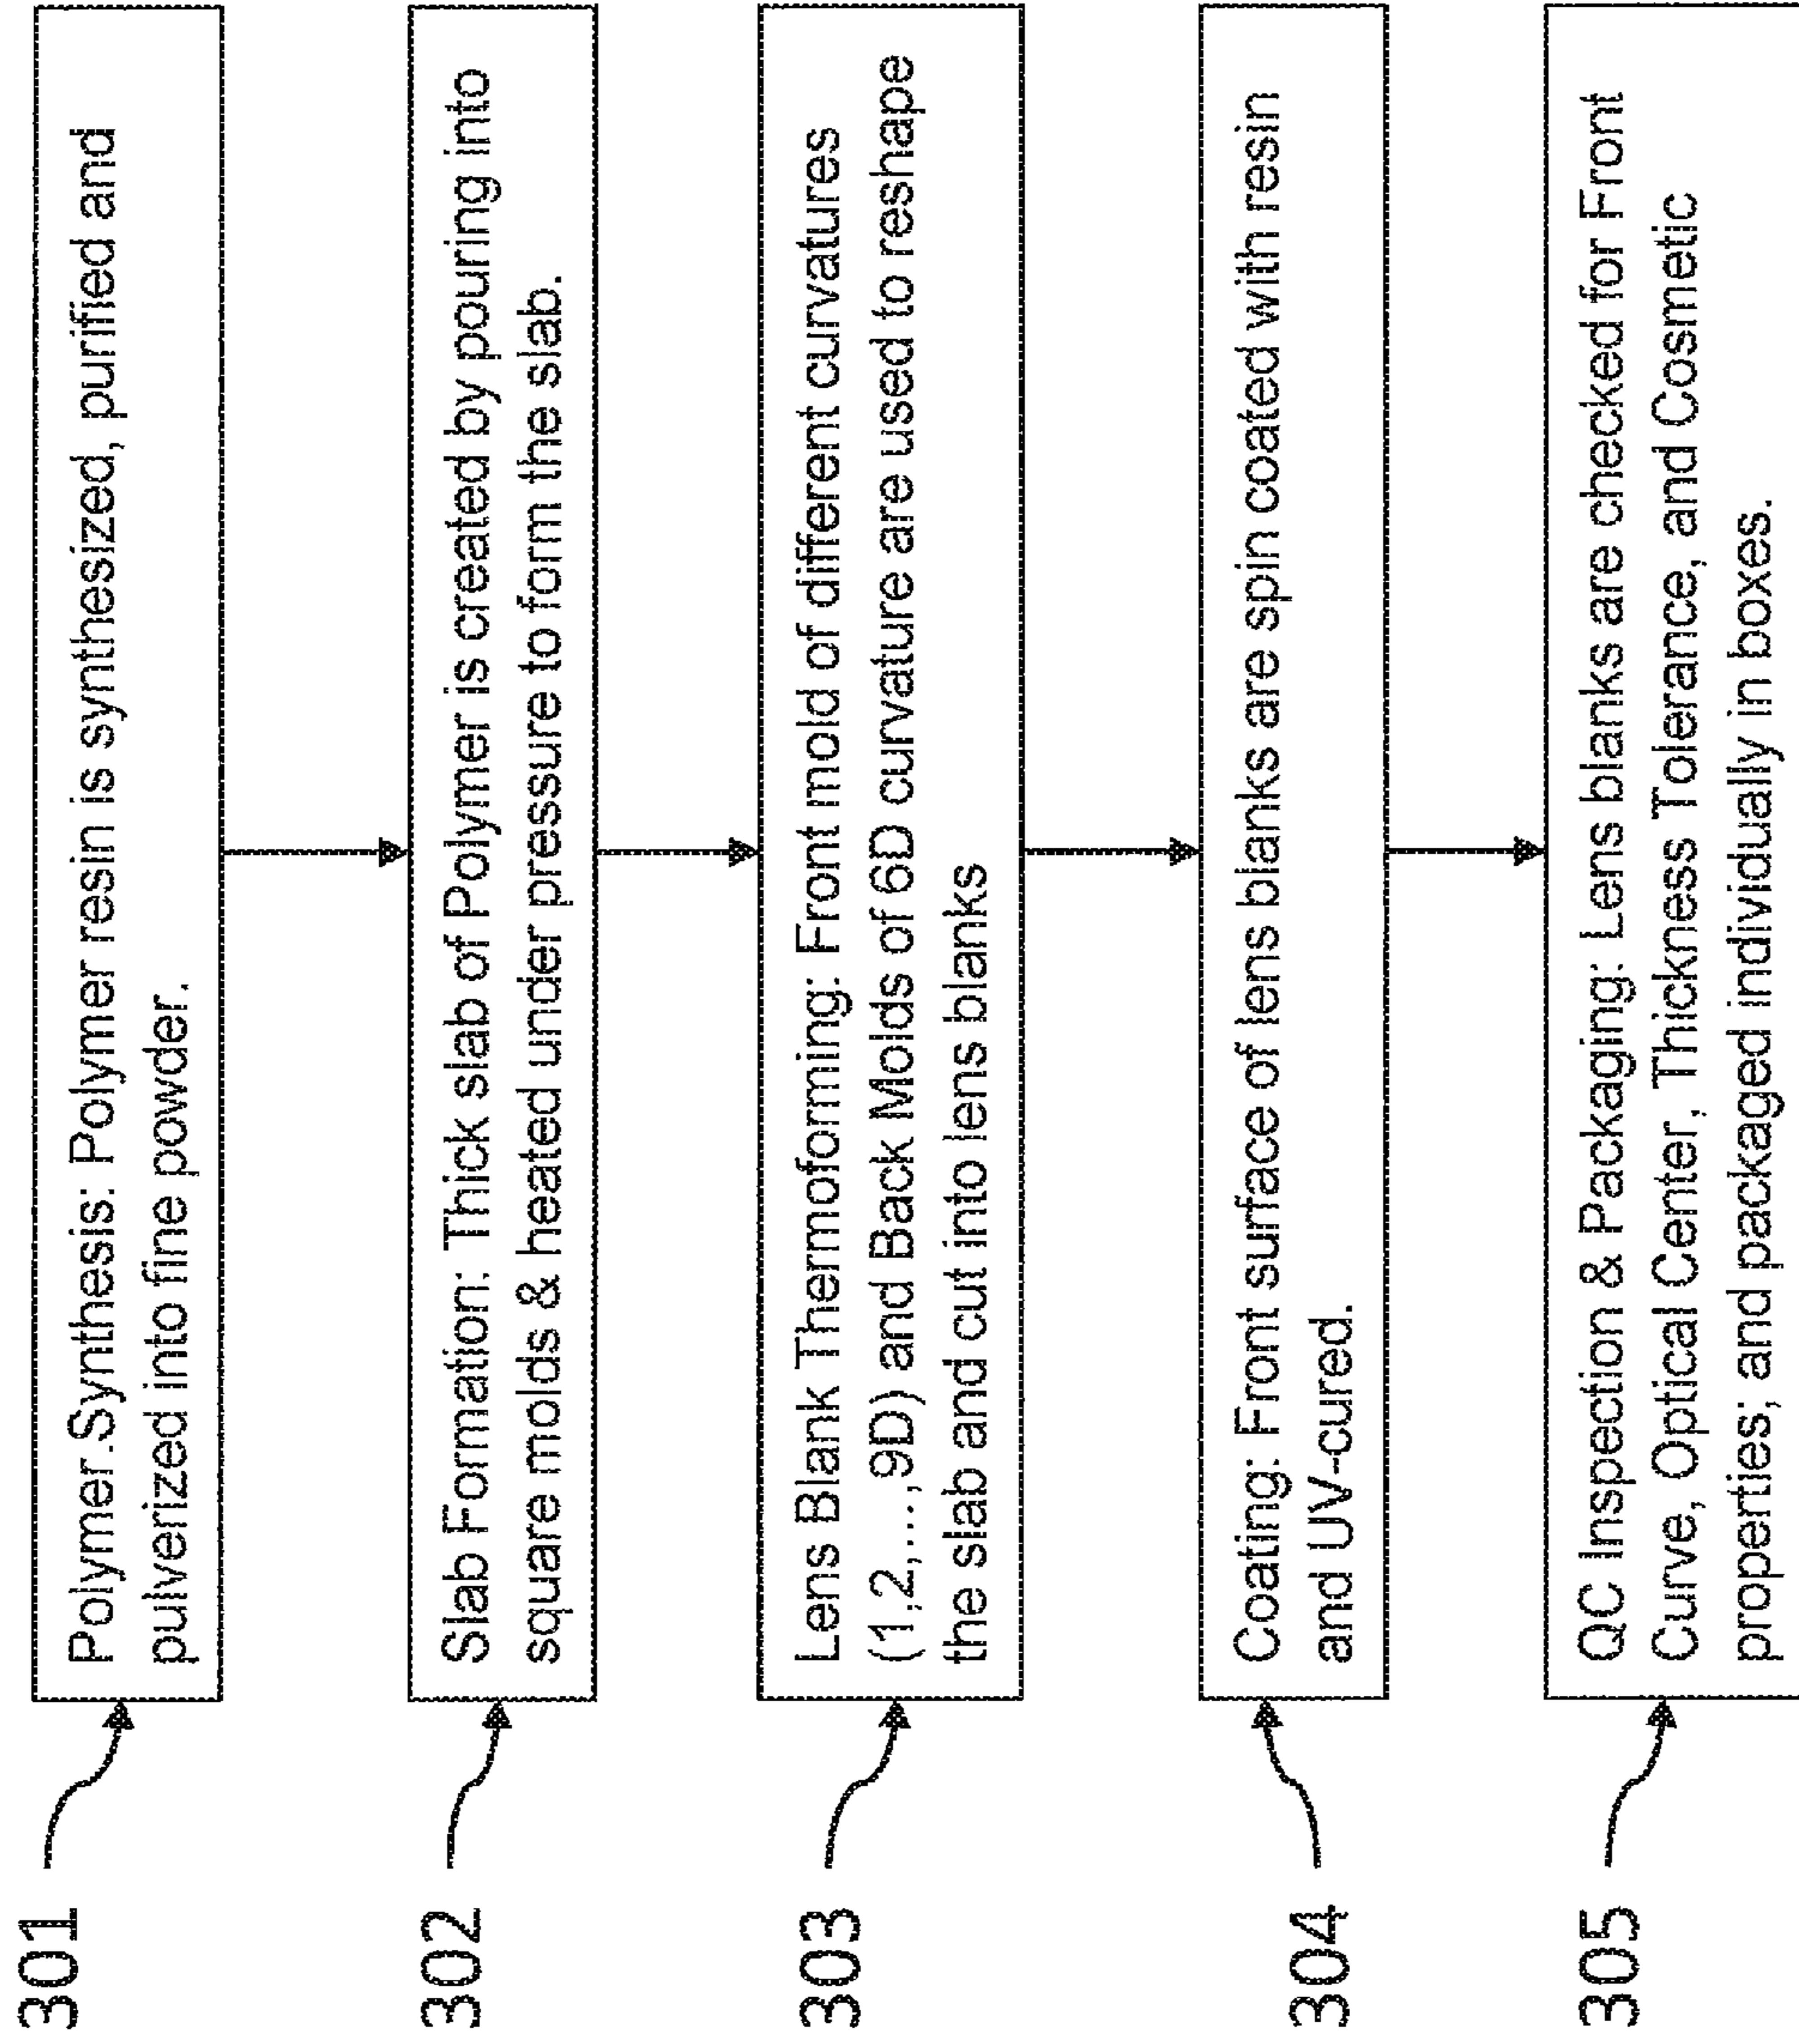 301
Polymer Synthesis: Polymer resin is synthesized, purified and
pulverized into fine powder.
302
Slab Formation: Thick slab of Polymer is created by pouring into
square molds & heated under pressure to form the slab.
303
Lens Blank Thermoforming: Front mold of different curvatures
(1,2,...,9D) and Back Molds of 6D curvature are used to reshape
the slab and cut into lens blanks
304
Coating: Front surface of lens blanks are spin coated with resin
and UV-cured.
305
QC Inspection & Packaging: Lens blanks are checked for Front
Curve, Optical Center, Thickness Tolerance, and Cosmetic
properties; and packaged individually in boxes.